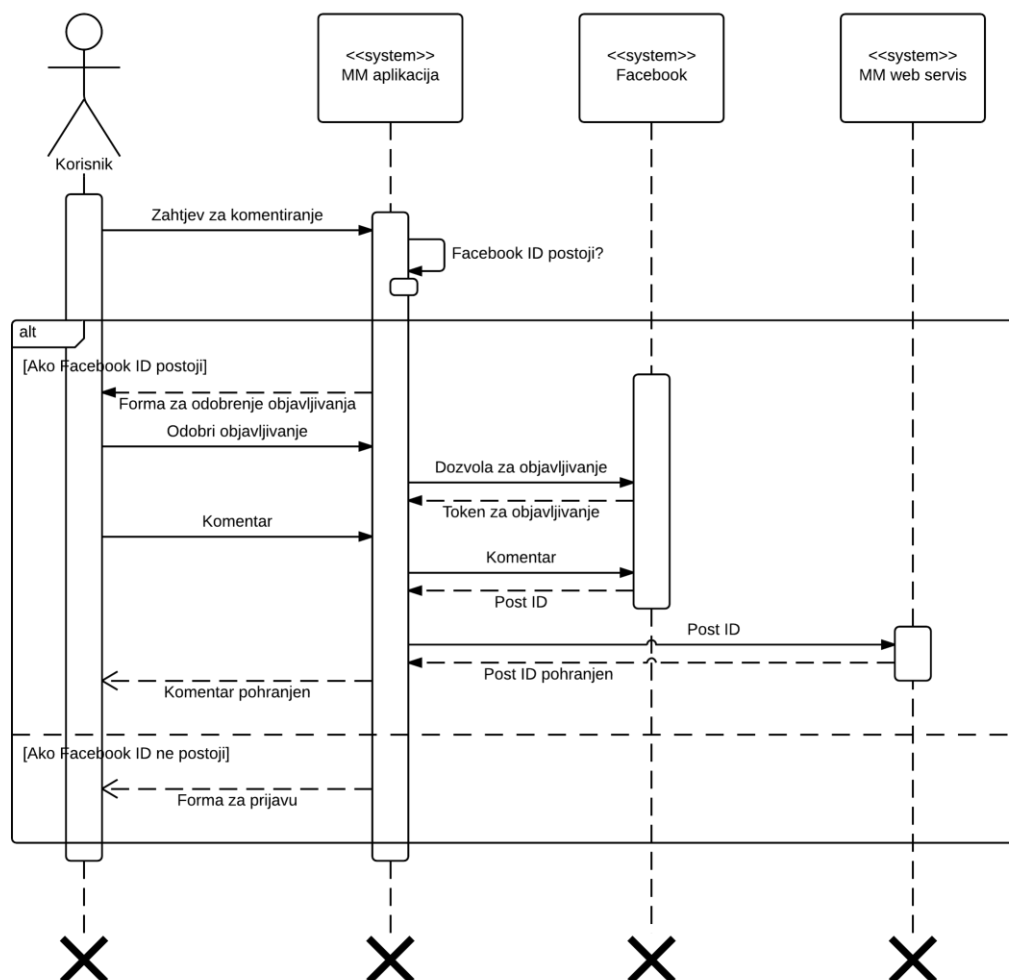 <<system>>
MM aplikacija
<<system>>
Facebook
<<system>>
MM web servis
Korisnik
Zahtjev za komentiranje
Facebook ID postoji?
alt
[Ako Facebook ID postoji]
Forma za odobrenje objavljivanja
Odobri objavljivanje
Dozvola za objavljivanje
Token za objavljivanje
Komentar
Komentar
Post ID
Post ID
Post ID pohranjen
Komentar pohranjen
[Ako Facebook ID ne postoji]
Forma za prijavu